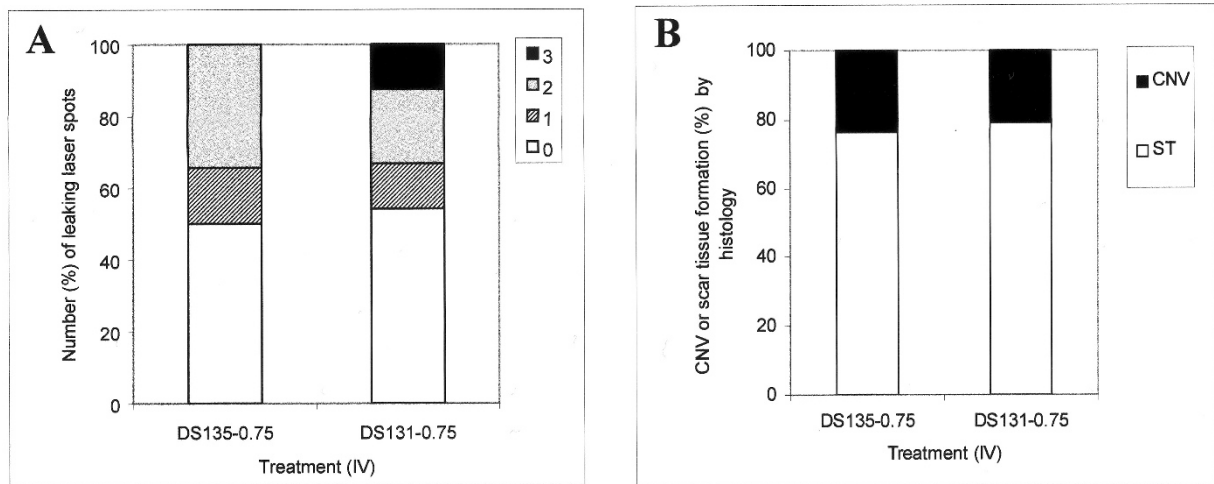 A
Number (%) of leaking laser spots
100
80
60
40
20
0
DS135-0.75 DS131-0.75
Treatment (IV)
3
2
1
0
B
CNV or scar tissue formation (%) by
histology
100
80
60
40
20
0
DS135-0.75 DS131-0.75
Treatment (IV)
CNV
ST